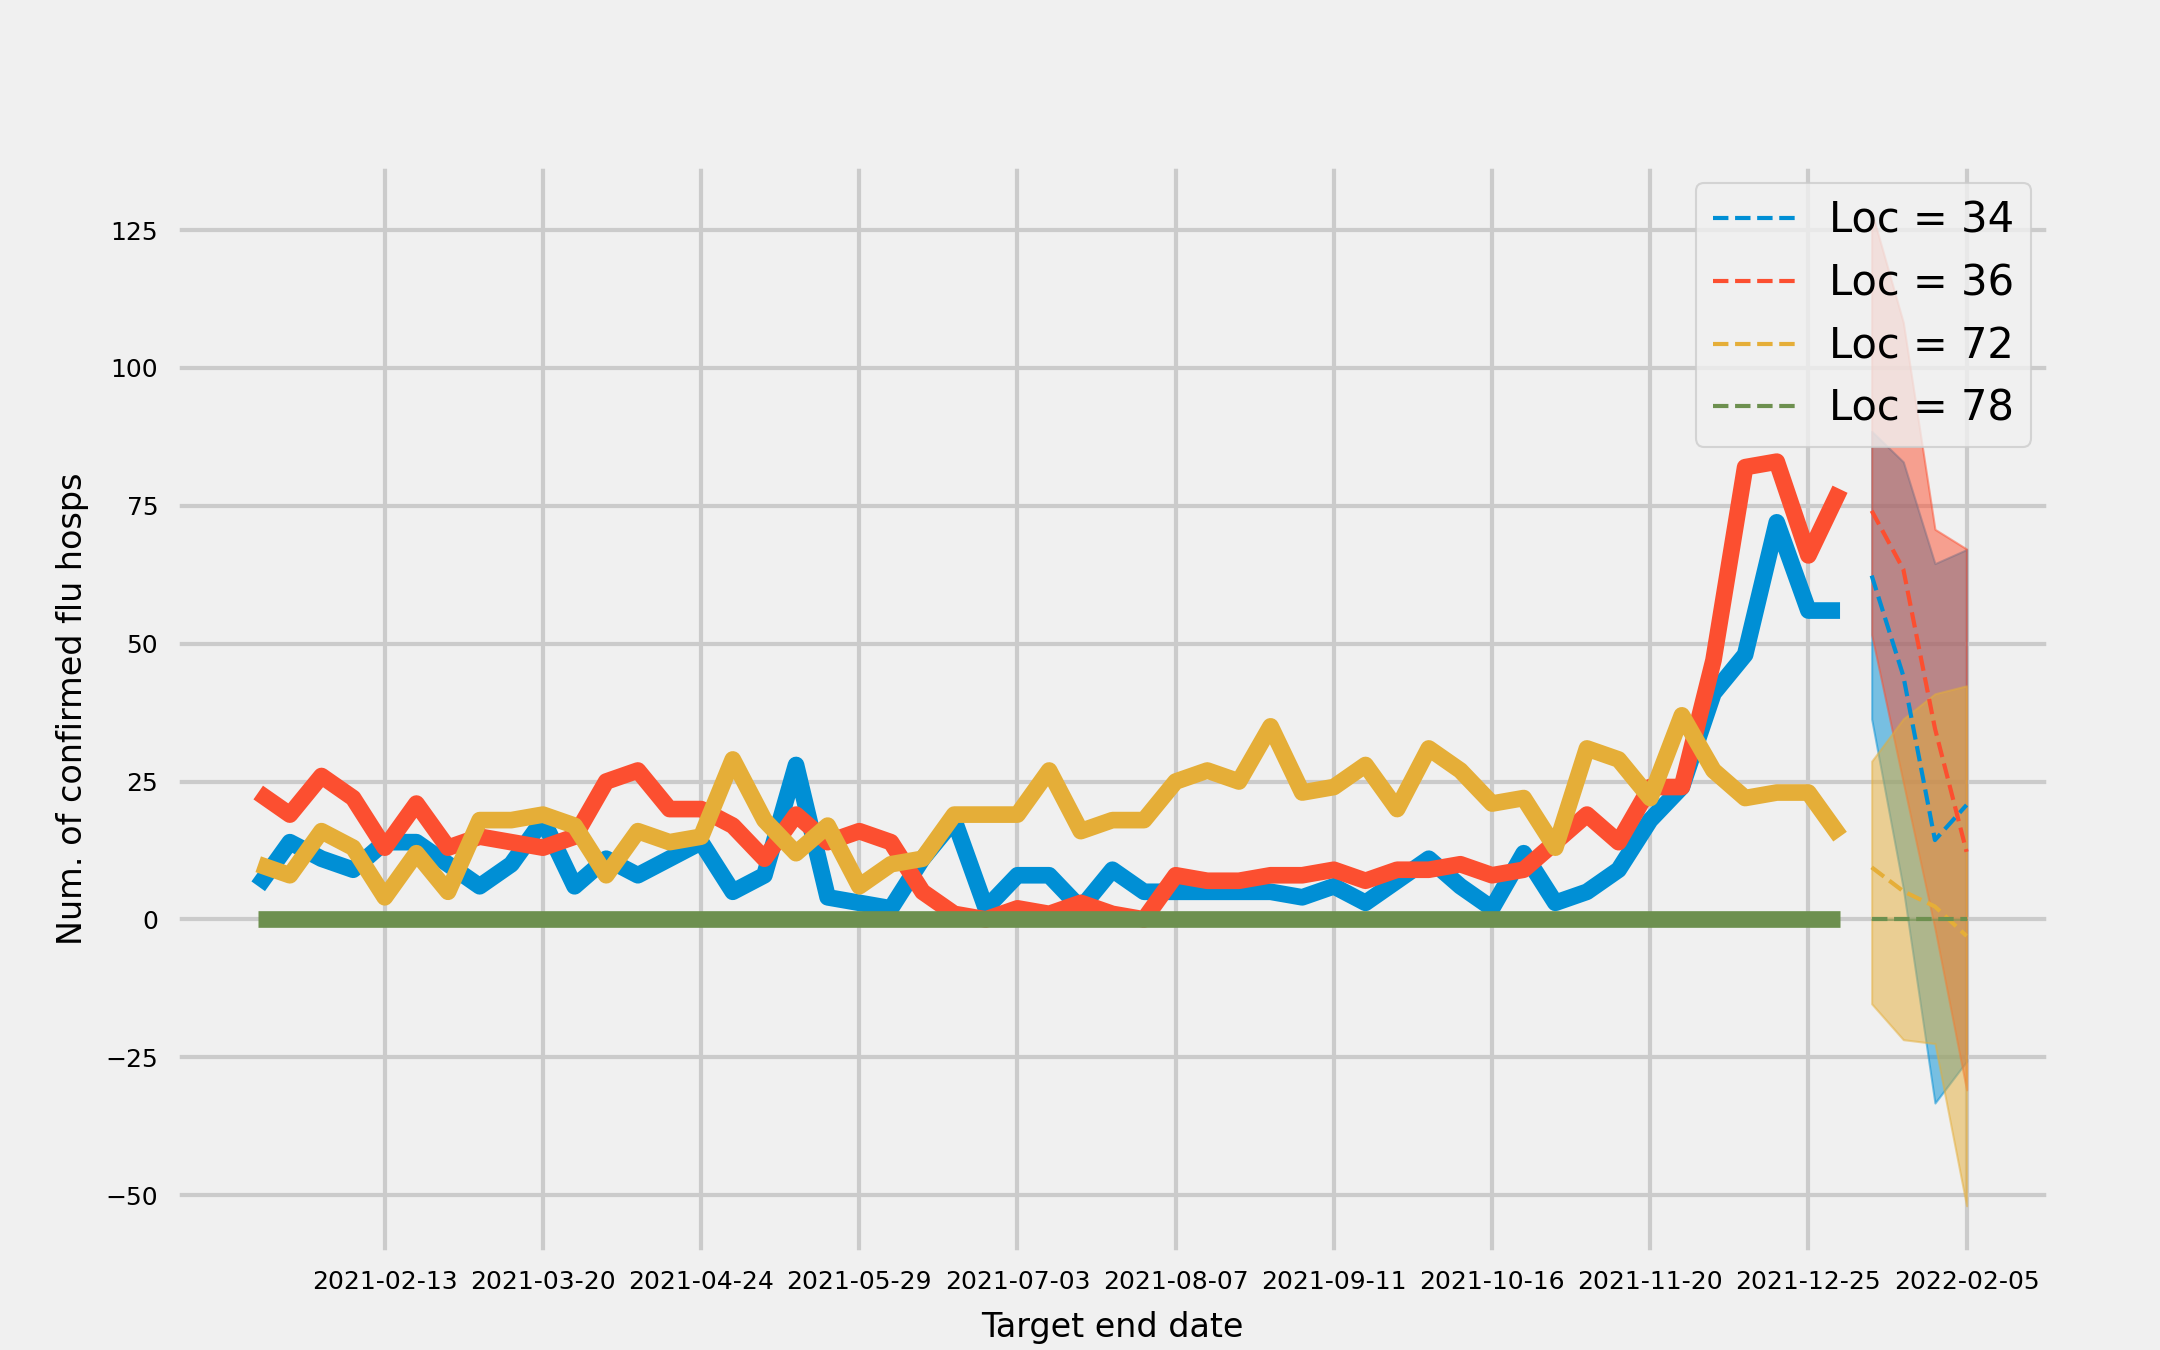 Loc = 34
Loc = 36
Loc = 72
Loc = 78
125
100
75
50
25
0
−25
−50
Num. of confirmed flu hosps
2021-02-13 2021-03-20 2021-04-24 2021-05-29 2021-07-03 2021-08-07 2021-09-11 2021-10-16 2021-11-20 2021-12-25 2022-02-05
Target end date